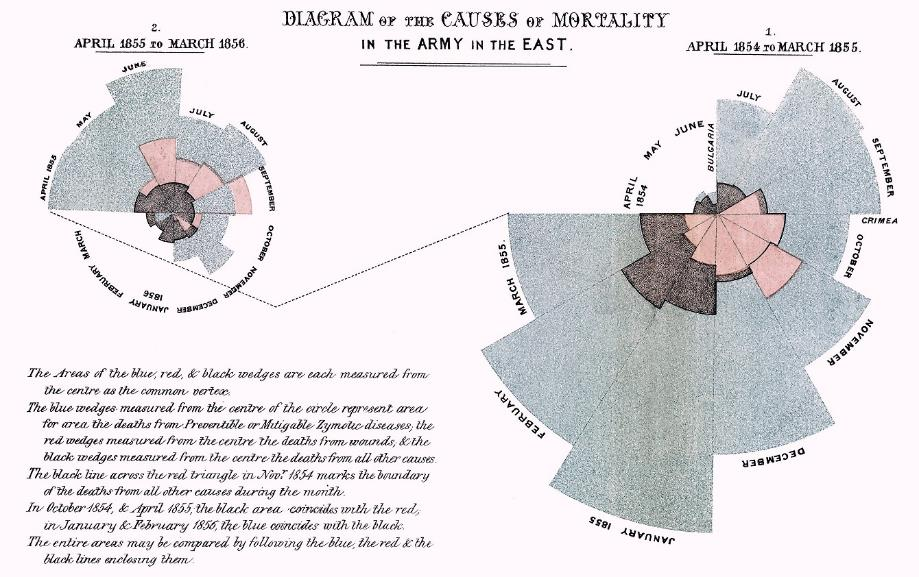 DIAGRAM OF THE CAUSES OF MORTALITY
IN THE ARMY IN THE EAST.
2.
APRIL 1855 TO MARCH 1856.
1.
APRIL 1854 TO MARCH 1855.
JUNE
MAY
JULY
AUGUST
APRIL 1855
SEPTEMBER
OCTOBER
NOVEMBER
DECEMBER
JANUARY
1856
FEBRUARY
MARCH
JULY
AUGUST
JUNE
BULGARIA
MAY
APRIL
1854
SEPTEMBER
CRIMEA
OCTOBER
NOVEMBER
DECEMBER
JANUARY 1855
FEBRUARY
MARCH 1855
The Areas of the blue, red, & black wedges are each measured from
the centre as the common vertex.
The blue wedges measured from the centre of the circle represent area
for area the deaths from Preventible or Mitigable Zymotic diseases; the
red wedges measured from the centre the deaths from wounds, & the
black wedges measured from the centre the deaths from all other causes.
The black line across the red triangle in Novr. 1854 marks the boundary
of the deaths from all other causes during the month.
In October 1854, & April 1855, the black area coincides with the red;
in January & February 1856, the blue coincides with the black.
The entire areas may be compared by following the blue, the red & the
black lines enclosing them.